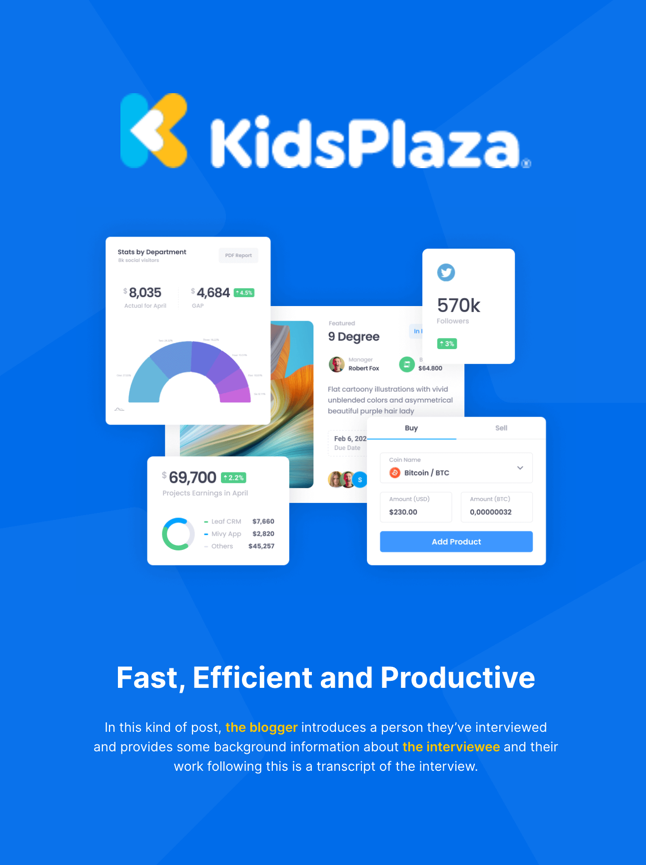 KidsPlaza®
Stats by Department
8k social visitors
PDF Report
$8,035
Actual for April
$4,684 4.5%
GAP
570k
Followers
3%
Featured
9 Degree
Manager
Robert Fox
$64.800
Flat cartoony illustrations with vivid
unblended colors and asymmetrical
beautiful purple hair lady
Feb 6, 202
Due Date
S
$69,700 2.2%
Projects Earnings in April
Leaf CRM $7,660
Mivy App $2,820
Others $45,257
Buy Sell
Coin Name
Bitcoin / BTC
Amount (USD) Amount (BTC)
$230.00 0,00000032
Add Product
Fast, Efficient and Productive
In this kind of post, the blogger introduces a person they’ve interviewed
and provides some background information about the interviewee and their
work following this is a transcript of the interview.